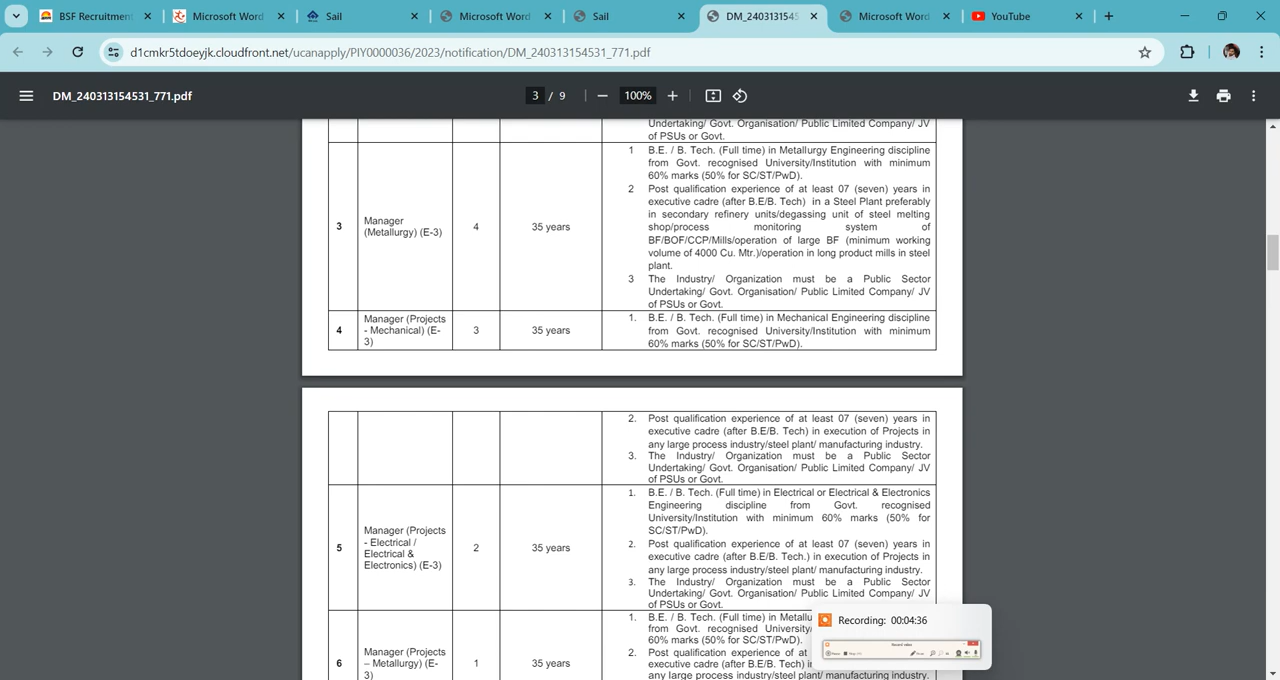 BSF Recruitment
Microsoft Word
Sail
Microsoft Word
Sail
DM_2403131545
Microsoft Word
YouTube
d1cmkr5tdoeyjk.cloudfront.net/ucanapply/PIY0000036/2023/notification/DM_240313154531_771.pdf
DM_240313154531_771.pdf
3 / 9
100%
Undertaking/ Govt. Organisation/ Public Limited Company/ JV
of PSUs or Govt.
3
Manager
(Metallurgy) (E-3)
4
35 years
1 B.E. / B. Tech. (Full time) in Metallurgy Engineering discipline
from Govt. recognised University/Institution with minimum
60% marks (50% for SC/ST/PwD).
2 Post qualification experience of at least 07 (seven) years in
executive cadre (after B.E/B. Tech) in a Steel Plant preferably
in secondary refinery units/degassing unit of steel melting
shop/process monitoring system of
BF/BOF/CCP/Mills/operation of large BF (minimum working
volume of 4000 Cu. Mtr.)/operation in long product mills in steel
plant.
3 The Industry/ Organization must be a Public Sector
Undertaking/ Govt. Organisation/ Public Limited Company/ JV
of PSUs or Govt.
4
Manager (Projects
- Mechanical) (E-
3)
3
35 years
1. B.E. / B. Tech. (Full time) in Mechanical Engineering discipline
from Govt. recognised University/Institution with minimum
60% marks (50% for SC/ST/PwD).
2. Post qualification experience of at least 07 (seven) years in
executive cadre (after B.E/B. Tech) in execution of Projects in
any large process industry/steel plant/ manufacturing industry.
3. The Industry/ Organization must be a Public Sector
Undertaking/ Govt. Organisation/ Public Limited Company/ JV
of PSUs or Govt.
5
Manager (Projects
- Electrical /
Electrical &
Electronics) (E-3)
2
35 years
1. B.E. / B. Tech. (Full time) in Electrical or Electrical & Electronics
Engineering discipline from Govt. recognised
University/Institution with minimum 60% marks (50% for
SC/ST/PwD).
2. Post qualification experience of at least 07 (seven) years in
executive cadre (after B.E/B. Tech.) in execution of Projects in
any large process industry/steel plant/ manufacturing industry.
3. The Industry/ Organization must be a Public Sector
Undertaking/ Govt. Organisation/ Public Limited Company/ JV
of PSUs or Govt.
6
Manager (Projects
– Metallurgy) (E-
3)
1
35 years
1. B.E. / B. Tech. (Full time) in Metallu
from Govt. recognised University/
60% marks (50% for SC/ST/PwD).
2. Post qualification experience of at
executive cadre (after B.E/B. Tech) i
any large process industry/steel plant/ manufacturing industry.
Recording: 00:04:36